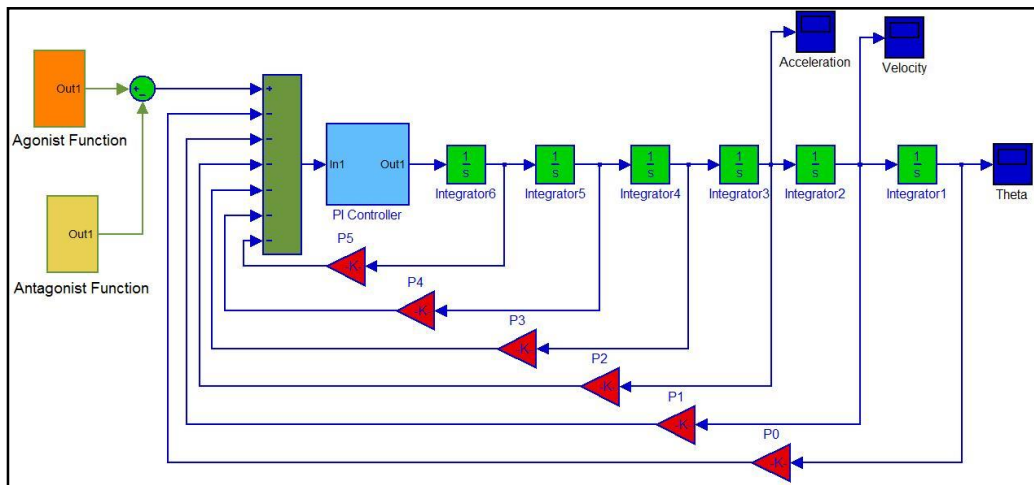 Acceleration
Velocity
Out1
+
-
Agonist Function
+
-
-
-
-
-
-
In1
Out1
PI Controller
1
s
Integrator6
1
s
Integrator5
1
s
Integrator4
1
s
Integrator3
1
s
Integrator2
1
s
Integrator1
Theta
Out1
Antagonist Function
P5
-K-
P4
-K-
P3
-K-
P2
-K-
P1
-K-
P0
-K-